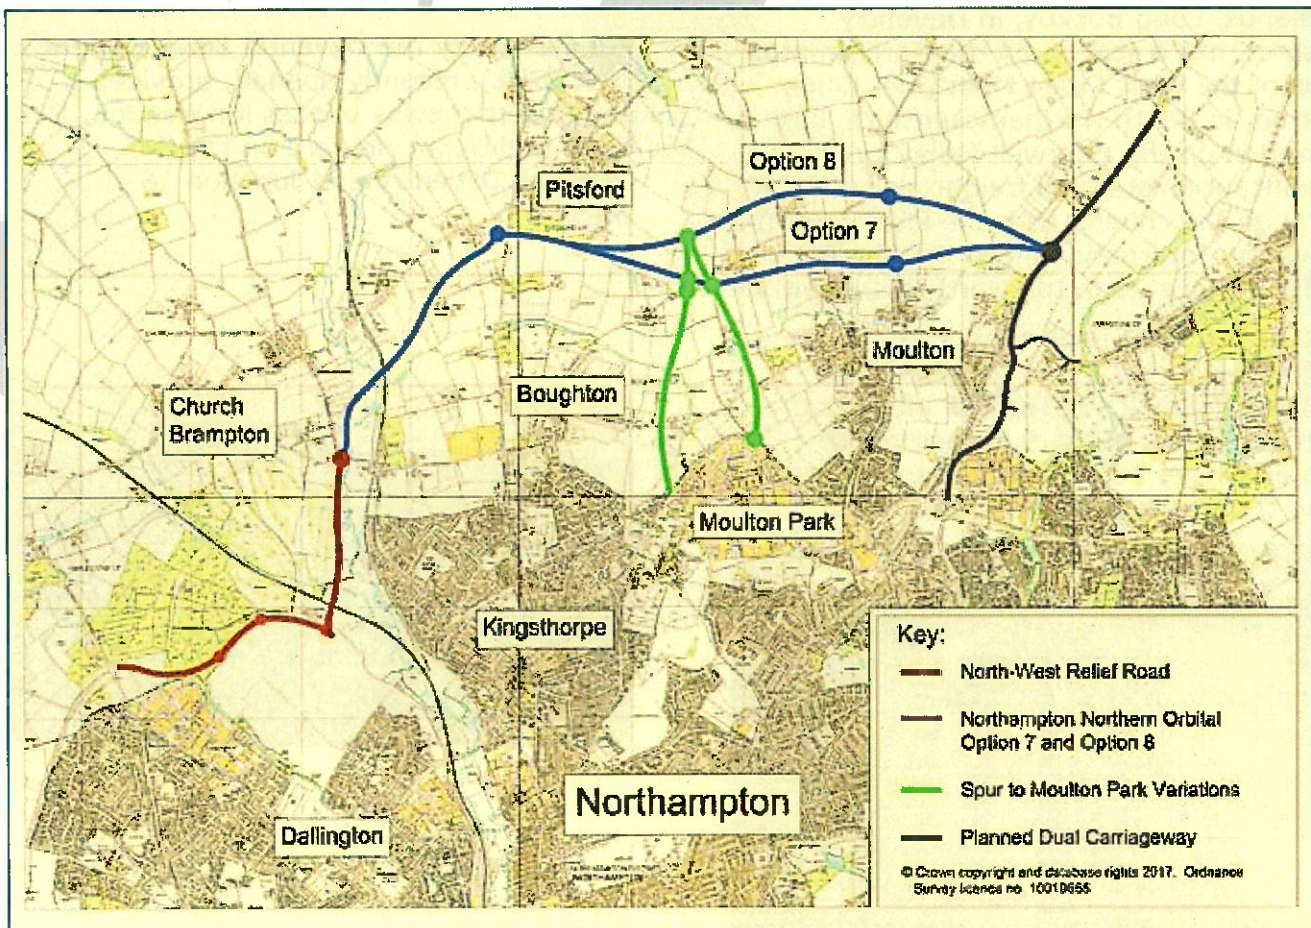 Option 8
Pitsford
Option 7
Moulton
Boughton
Church
Brampton
Moulton Park
Kingsthorpe
Northampton
Dallington
Key:
North-West Relief Road
Northampton Northern Orbital
Option 7 and Option 8
Spur to Moulton Park Variations
Planned Dual Carriageway
© Crown copyright and database rights 2017. Ordnance
Survey licence no. 10019655